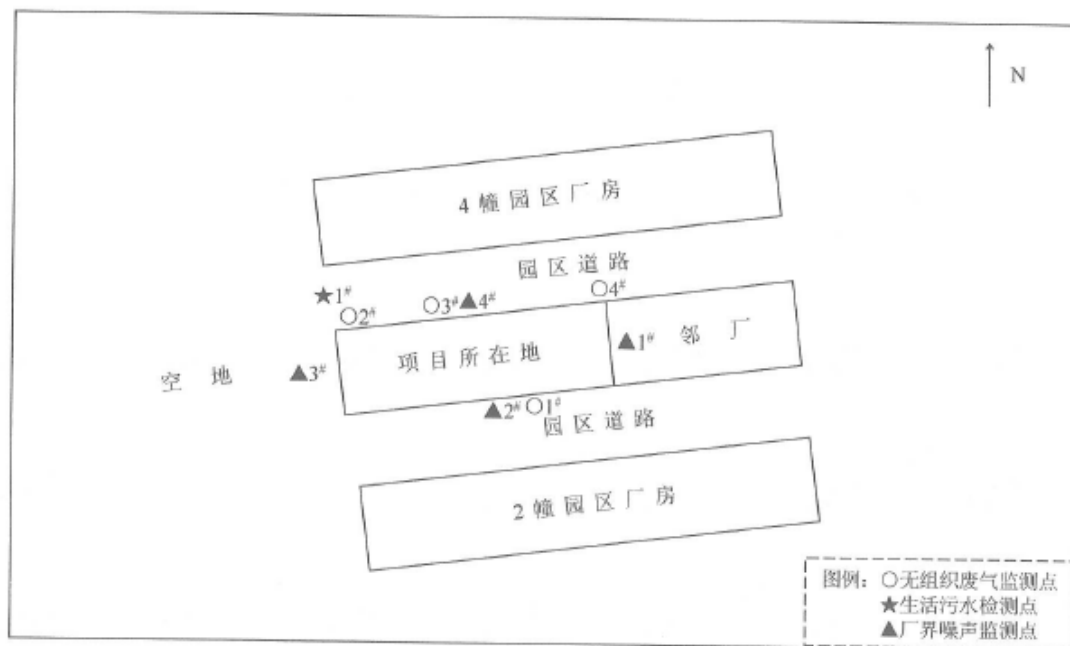 N
4幢园区厂房
园区道路
★1#
○2#
○3#▲4#
○4#
项目所在地
▲1#
邻厂
空地
▲3#
▲2#○1#
园区道路
2幢园区厂房
图例：○无组织废气监测点
★生活污水检测点
▲厂界噪声监测点